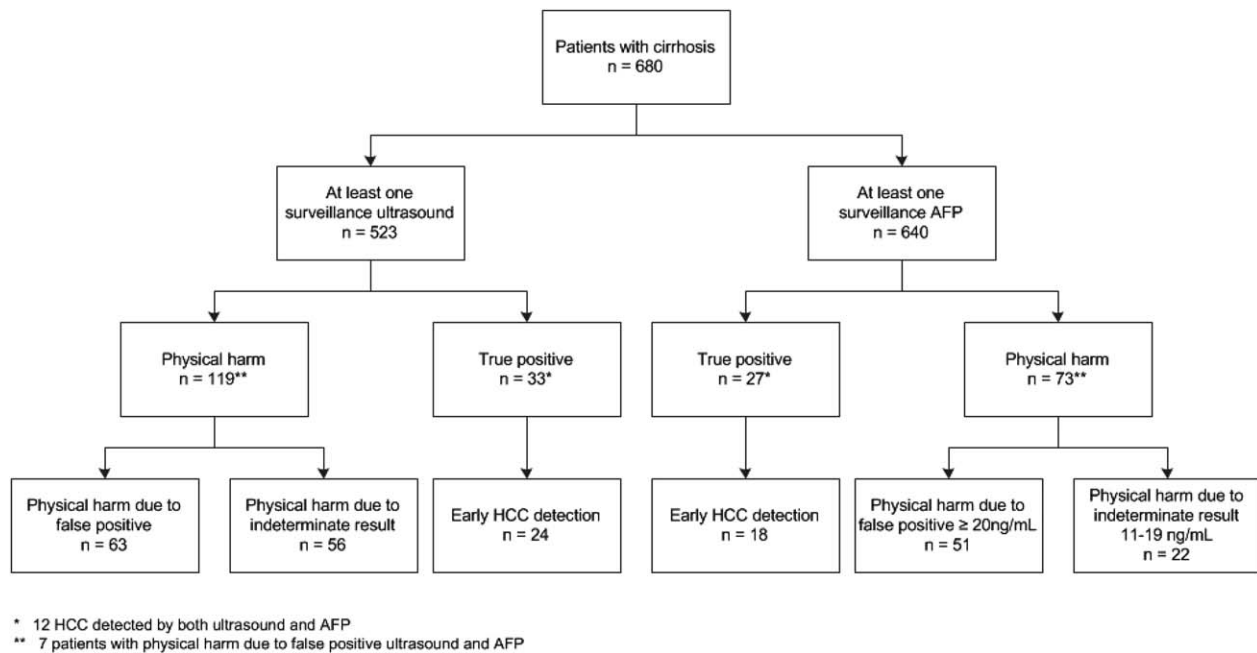 Patients with cirrhosis
n = 680
At least one
surveillance ultrasound
n = 523
At least one
surveillance AFP
n = 640
Physical harm
n = 119**
True positive
n = 33*
True positive
n = 27*
Physical harm
n = 73**
Physical harm due to
false positive
n = 63
Physical harm due to
indeterminate result
n = 56
Early HCC detection
n = 24
Early HCC detection
n = 18
Physical harm due to
false positive ≥ 20ng/mL
n = 51
Physical harm due to
indeterminate result
11-19 ng/mL
n = 22
* 12 HCC detected by both ultrasound and AFP
** 7 patients with physical harm due to false positive ultrasound and AFP